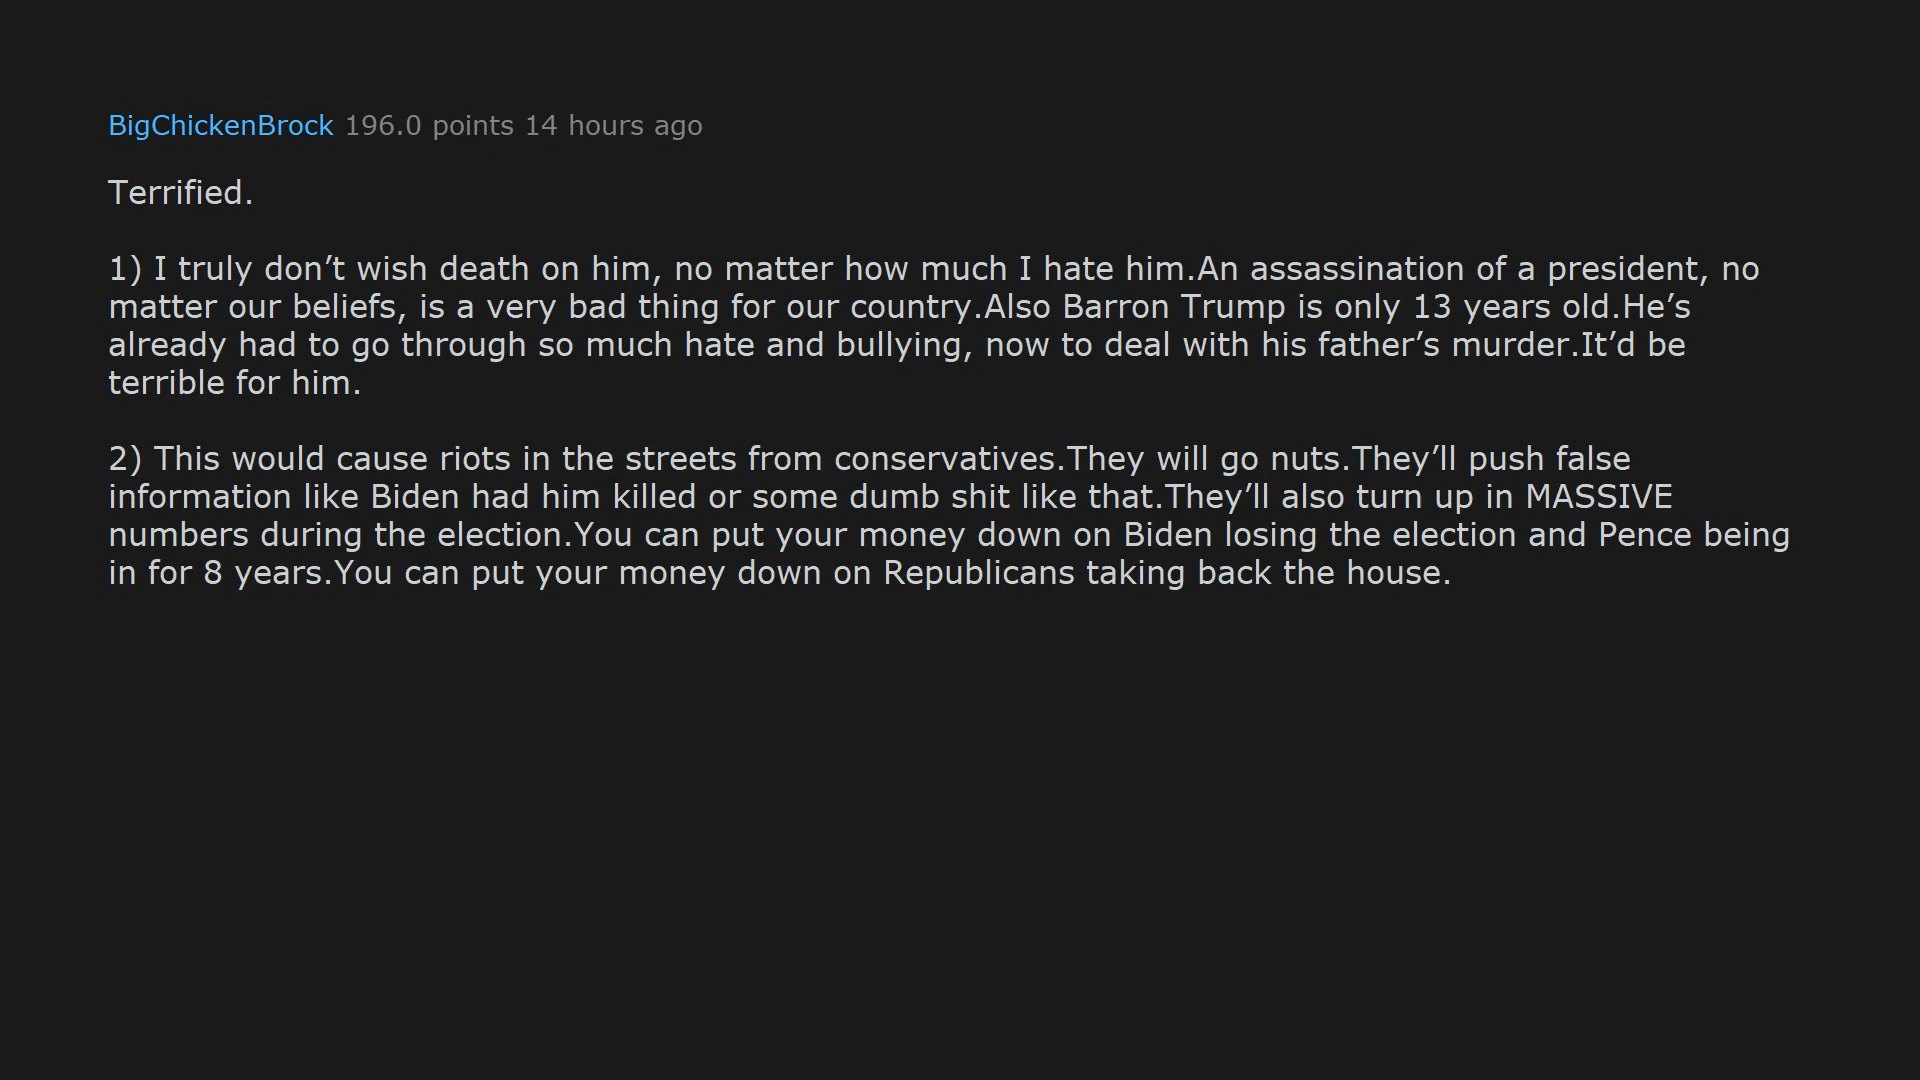 BigChickenBrock 196.0 points 14 hours ago
Terrified.
1) I truly don’t wish death on him, no matter how much I hate him.An assassination of a president, no
matter our beliefs, is a very bad thing for our country.Also Barron Trump is only 13 years old.He’s
already had to go through so much hate and bullying, now to deal with his father’s murder.It’d be
terrible for him.
2) This would cause riots in the streets from conservatives.They will go nuts.They’ll push false
information like Biden had him killed or some dumb shit like that.They’ll also turn up in MASSIVE
numbers during the election.You can put your money down on Biden losing the election and Pence being
in for 8 years.You can put your money down on Republicans taking back the house.